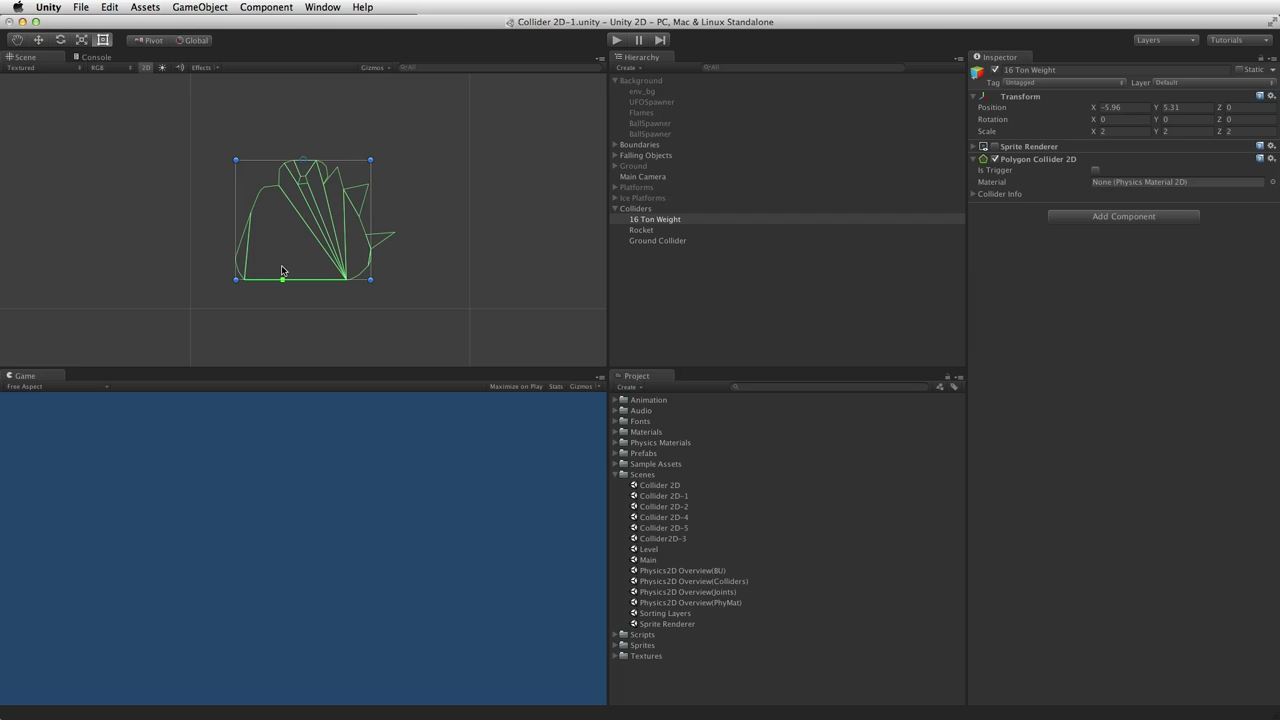 Unity File Edit Assets GameObject Component Window Help
Collider 2D-1.unity - Unity 2D - PC, Mac & Linux Standalone
Pivot Global Layers Tutorials
Scene Console
Textured RGB 2D Effects Gizmos All
Game
Free Aspect Maximize on Play Stats Gizmos
Hierarchy
Create All
Background
env_bg
UFOSpawner
Flames
BallSpawner
BallSpawner
Boundaries
Falling Objects
Ground
Main Camera
Platforms
Ice Platforms
Colliders
16 Ton Weight
Rocket
Ground Collider
Project
Create
Animation
Audio
Fonts
Materials
Physics Materials
Prefabs
Sample Assets
Scenes
Collider 2D
Collider 2D-1
Collider 2D-2
Collider 2D-4
Collider 2D-5
Collider2D-3
Level
Main
Physics2D Overview(BU)
Physics2D Overview(Colliders)
Physics2D Overview(Joints)
Physics2D Overview(PhyMat)
Sorting Layers
Sprite Renderer
Scripts
Sprites
Textures
Inspector
16 Ton Weight Static
Tag Untagged Layer Default
Transform
Position X -5.96 Y 5.31 Z 0
Rotation X 0 Y 0 Z 0
Scale X 2 Y 2 Z 2
Sprite Renderer
Polygon Collider 2D
Is Trigger
Material None (Physics Material 2D)
Collider Info
Add Component